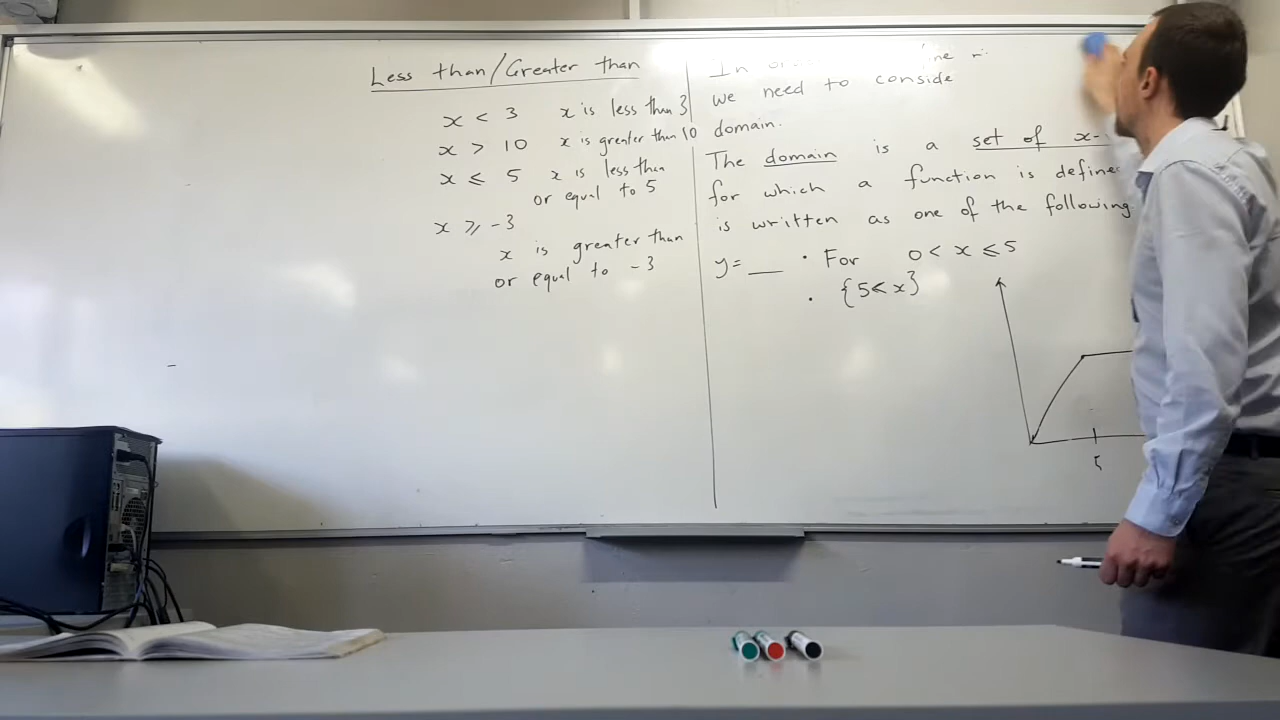 Less than/Greater than
x < 3 x is less than 3
x > 10 x is greater than 10
x ⩽ 5 x is less than
or equal to 5
x ⩾ -3
x is greater than
or equal to -3
In
we need to conside
domain.
The domain is a set of x-
for which a function is define
is written as one of the following
y= __ · For 0 < x ⩽ 5
· {5 < x}